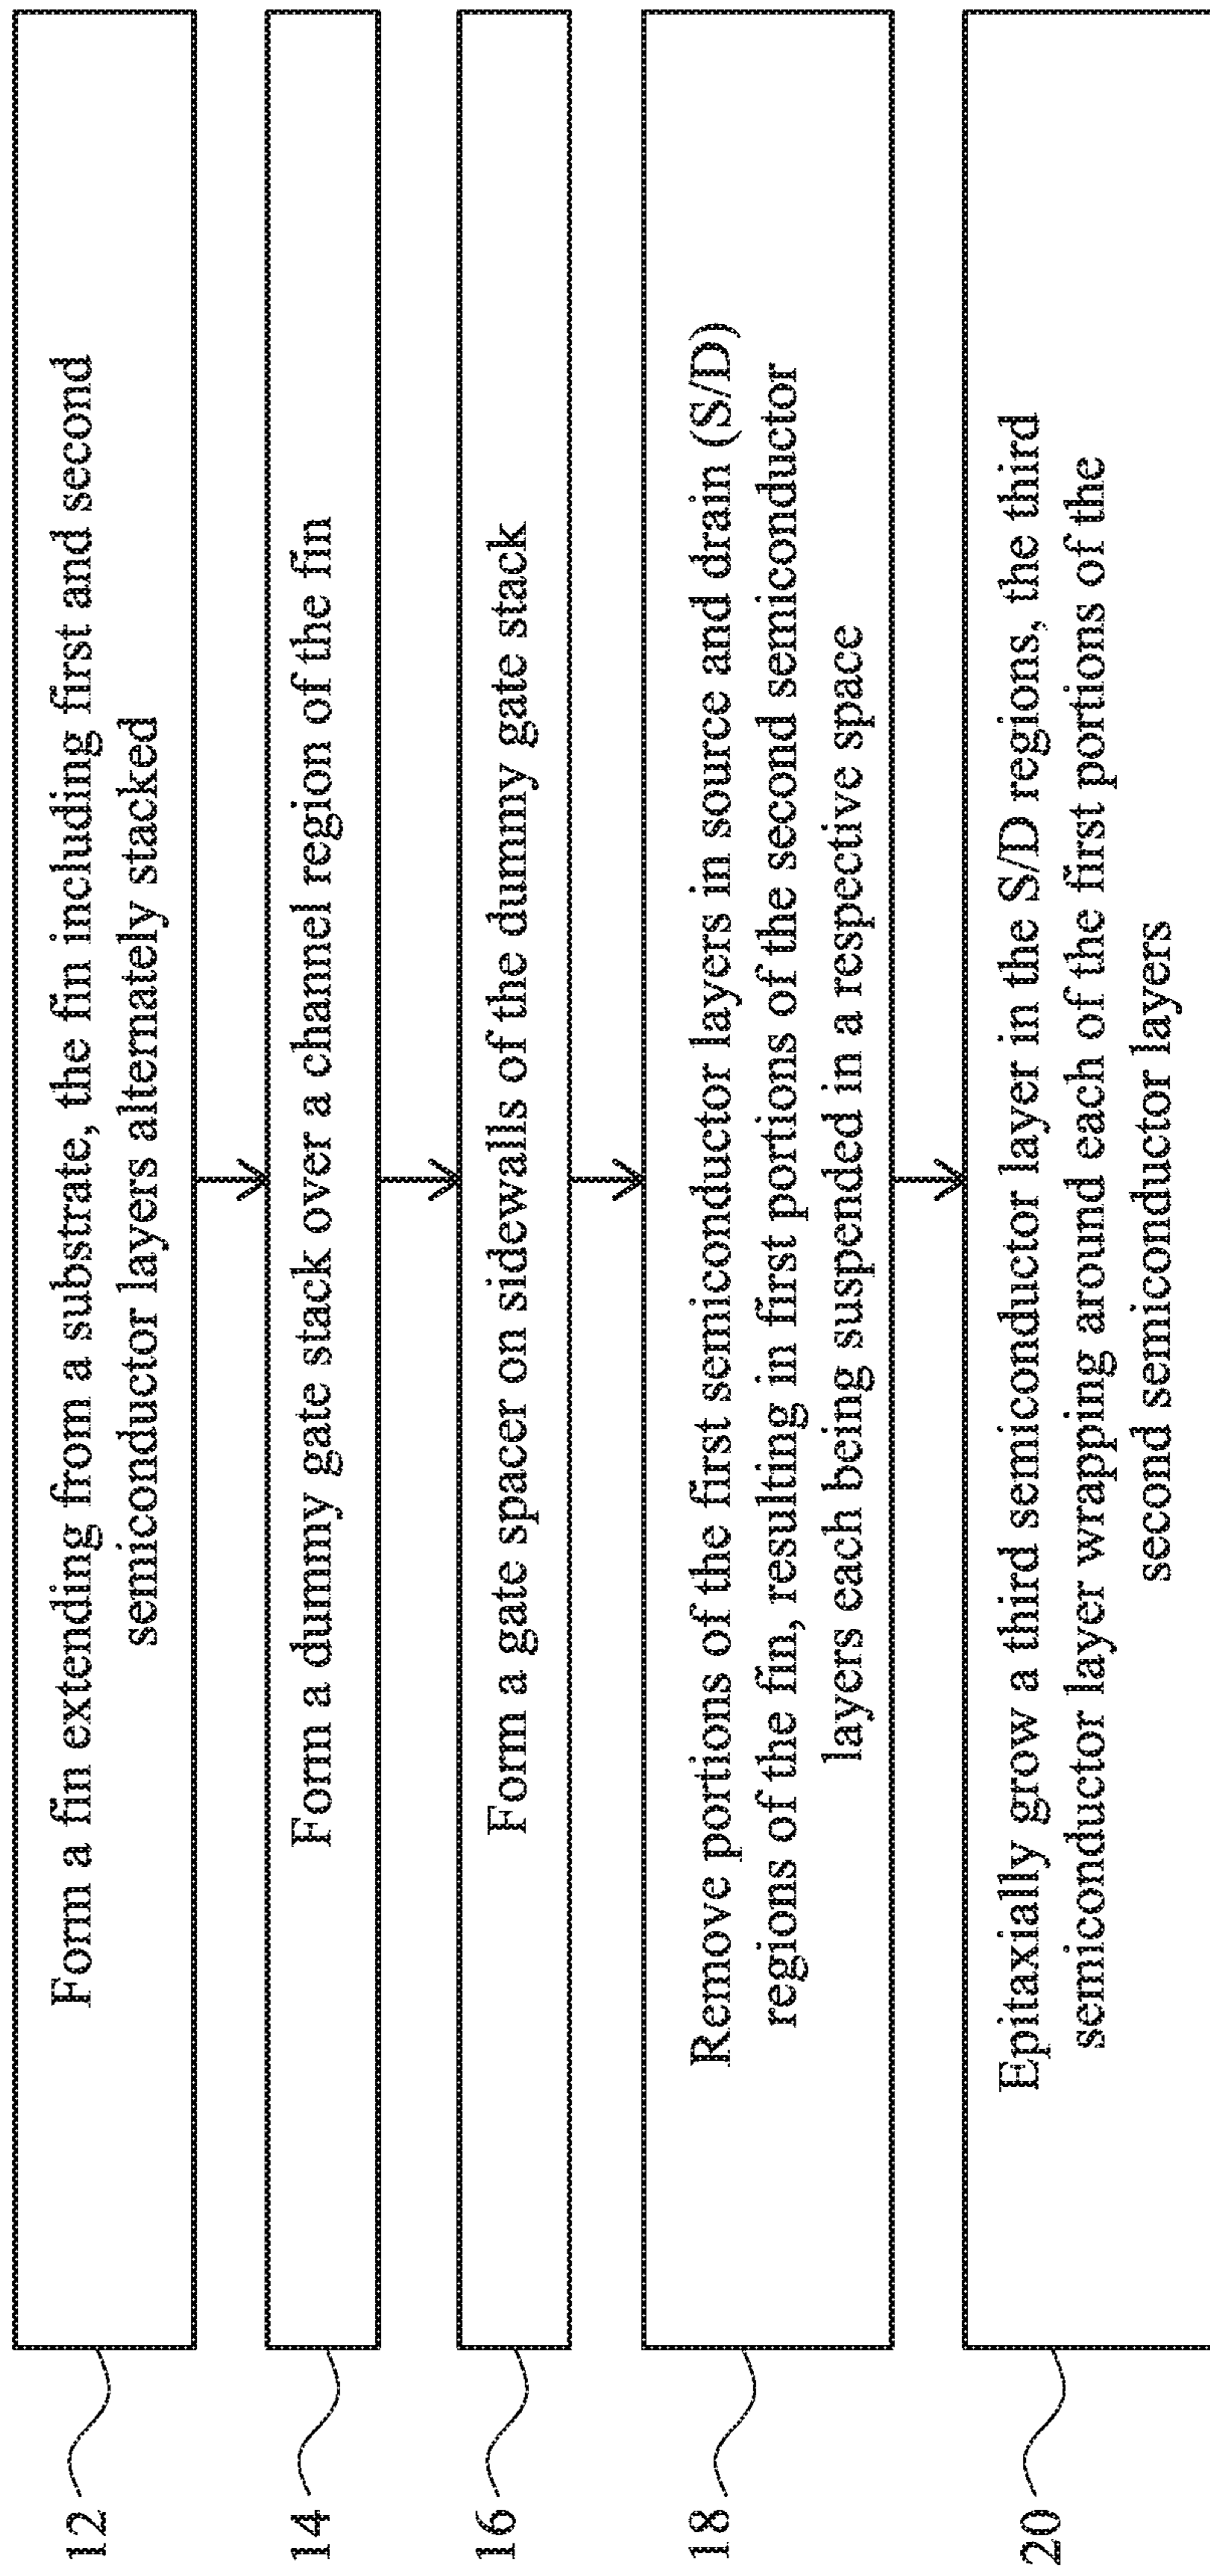 12
Form a fin extending from a substrate, the fin including first and second
semiconductor layers alternately stacked
14
Form a dummy gate stack over a channel region of the fin
16
Form a gate spacer on sidewalls of the dummy gate stack
18
Remove portions of the first semiconductor layers in source and drain (S/D)
regions of the fin, resulting in first portions of the second semiconductor
layers each being suspended in a respective space
20
Epitaxially grow a third semiconductor layer in the S/D regions, the third
semiconductor layer wrapping around each of the first portions of the
second semiconductor layers